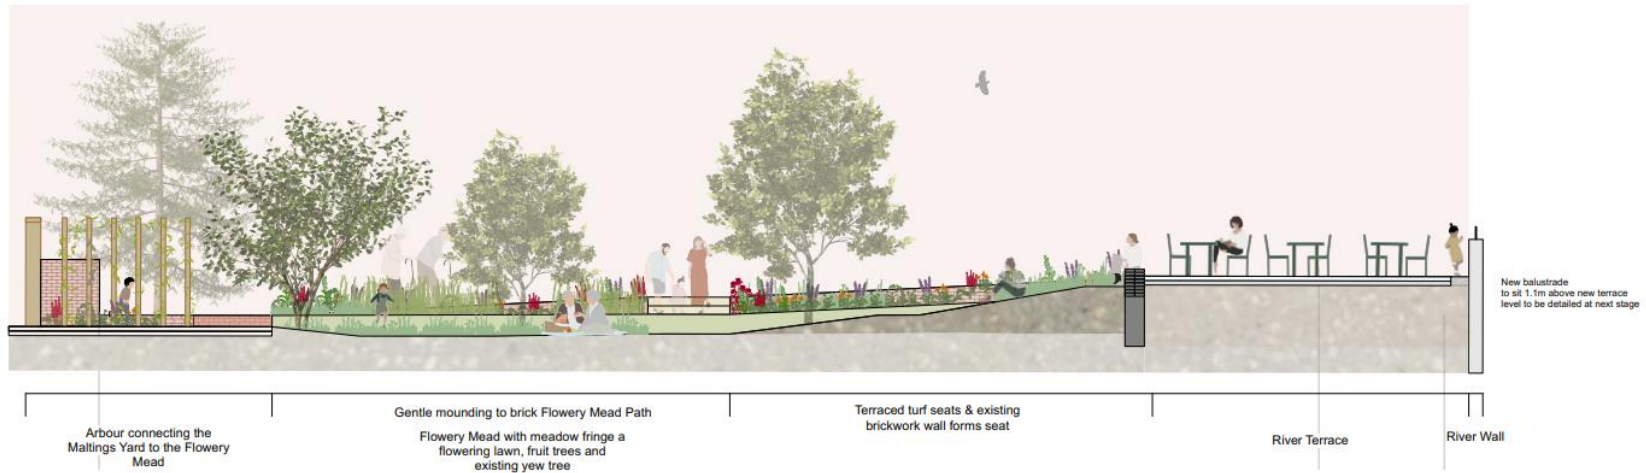 New balustrade
to sit 1.1m above new terrace
level to be detailed at next stage
Arbour connecting the
Maltings Yard to the Flowery
Mead
Gentle mounding to brick Flowery Mead Path
Flowery Mead with meadow fringe a
flowering lawn, fruit trees and
existing yew tree
Terraced turf seats & existing
brickwork wall forms seat
River Terrace
River Wall